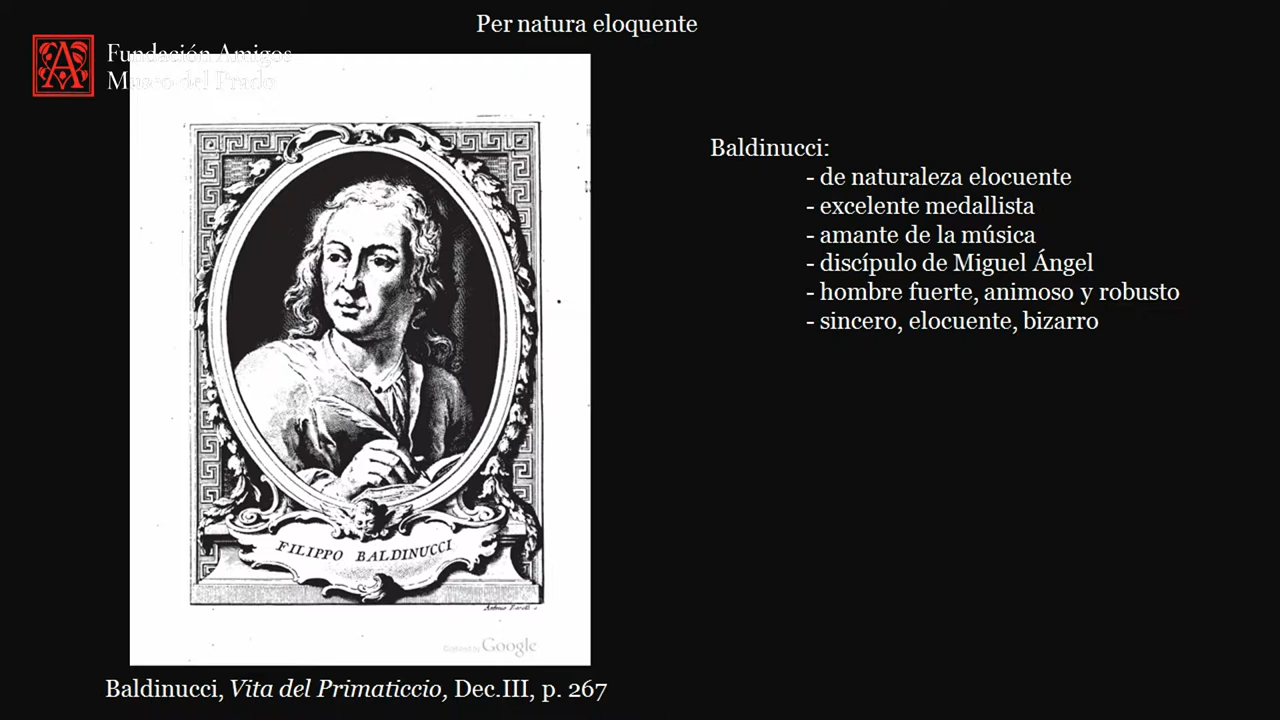 Per natura eloquente
Fundación Amigos
Museo del Prado
Baldinucci:
- de naturaleza elocuente
- excelente medallista
- amante de la música
- discípulo de Miguel Ángel
- hombre fuerte, animoso y robusto
- sincero, elocuente, bizarro
FILIPPO BALDINUCCI
Google
Baldinucci, Vita del Primaticcio, Dec.III, p. 267